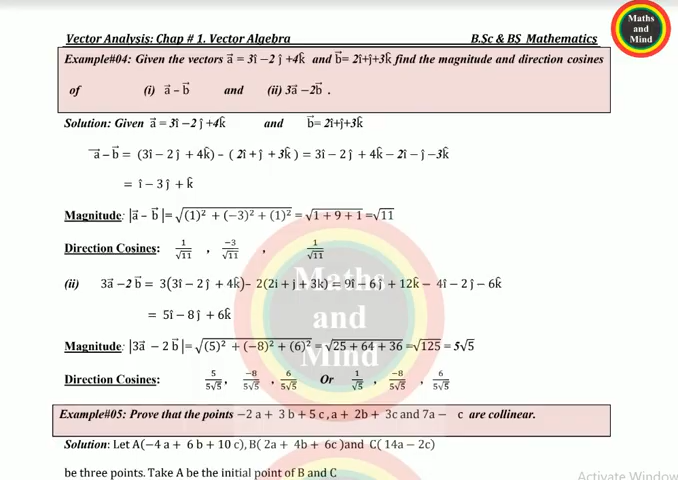 Vector Analysis: Chap # 1. Vector Algebra B.Sc & BS Mathematics
Maths and Mind
Example#04: Given the vectors a⃗ = 3î −2 ĵ +4k̂ and b⃗= 2î+ĵ+3k̂ find the magnitude and direction cosines
of (i) a⃗ − b⃗ and (ii) 3a⃗ −2b⃗ .
Solution: Given a⃗ = 3î −2 ĵ +4k̂ and b⃗= 2î+ĵ+3k̂
a⃗ − b⃗ = (3î − 2 ĵ + 4k̂) − ( 2î + ĵ + 3k̂ ) = 3î − 2 ĵ + 4k̂ − 2î − ĵ −3k̂
= î − 3 ĵ + k̂
Magnitude: |a⃗ − b⃗ |= √(1)² + (−3)² + (1)² = √1 + 9 + 1 =√11
Direction Cosines: 1/√11 , −3/√11 , 1/√11
(ii) 3a⃗ −2 b⃗ = 3(3î − 2 ĵ + 4k̂)− 2(2i + j + 3k) = 9î − 6 ĵ + 12k̂ − 4î − 2 ĵ − 6k̂
= 5î − 8 ĵ + 6k̂
Magnitude: |3a⃗ − 2 b⃗ |= √(5)² + (−8)² + (6)² = √25 + 64 + 36 =√125 = 5√5
Direction Cosines: 5/5√5 , −8/5√5 , 6/5√5 Or 1/√5 , −8/5√5 , 6/5√5
Maths
and
Mind
Example#05: Prove that the points −2 a + 3 b + 5 c , a + 2b + 3c and 7a − c are collinear.
Solution: Let A(−4 a + 6 b + 10 c), B( 2a + 4b + 6c )and C( 14a − 2c)
be three points. Take A be the initial point of B and C
Activate Window